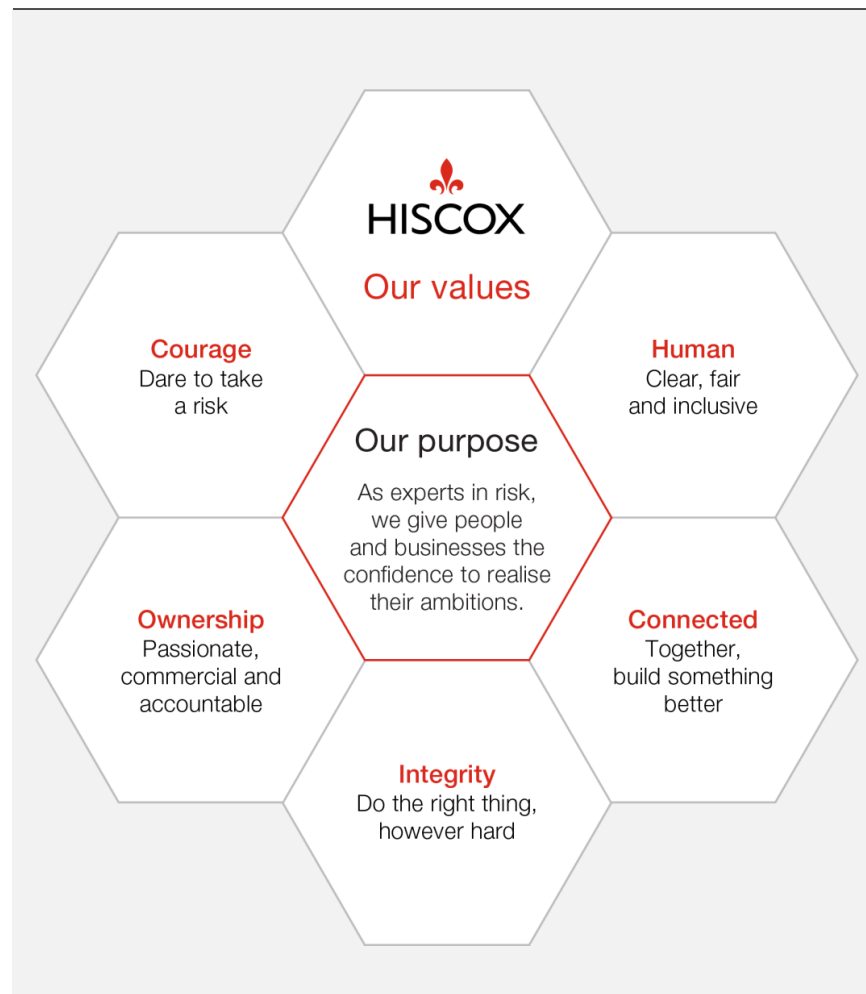 HISCOX
Our values
Courage
Dare to take
a risk
Human
Clear, fair
and inclusive
Our purpose
As experts in risk,
we give people
and businesses the
confidence to realise
their ambitions.
Ownership
Passionate,
commercial and
accountable
Connected
Together,
build something
better
Integrity
Do the right thing,
however hard